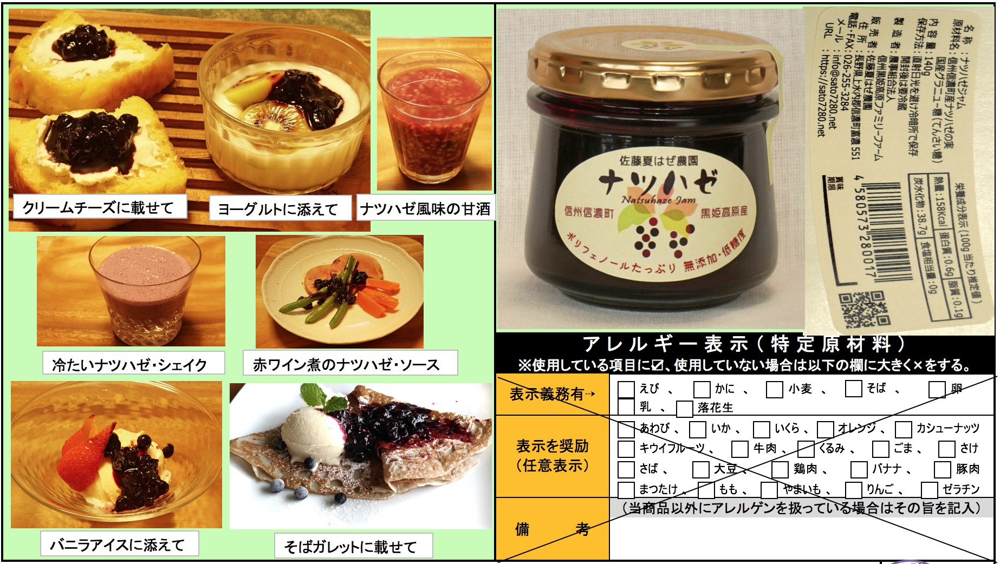 クリームチーズに載せて
ヨーグルトに添えて
ナツハゼ風味の甘酒
冷たいナツハゼ・シェイク
赤ワイン煮のナツハゼ・ソース
バニラアイスに添えて
そばガレットに載せて
佐藤夏はぜ農園
ナツハゼ
Natsuhaze Jam
信州信濃町
黒姫高原産
ポリフェノールたっぷり 無添加・低糖度
名称：ナツハゼジャム
原材料名：信州信濃町産ナツハゼの実
国産グラニュー糖（てんさい糖）
内容量：140g
保存方法：直射日光を避け冷暗所で保存
開封後は要冷蔵
製造者：農事組合法人
信州黒姫高原ファミリーファーム
販売者：佐藤夏はぜ農園
住所：長野県上水内郡信濃町富濃 551
電話・FAX：026-255-3284
メール：info@sato7280.net
URL：https://sato7280.net
栄養成分表示（100g 当たり推定値）
熱量：158Kcal 蛋白質：0.6g 脂質：0.1g
炭水化物：38.7g 食塩相当量：0g
4 580573 280017
賞味
期限
アレルギー表示（特定原材料）
※使用している項目に☑、使用していない場合は以下の欄に大きく×をする。
表示義務有→
□えび、 □かに、 □小麦、 □そば、 □卵
□乳、 □落花生
表示を奨励
（任意表示）
□あわび、 □いか、 □いくら、 □オレンジ、 □カシューナッツ
□キウイフルーツ、 □牛肉、 □くるみ、 □ごま、 □さけ
□さば、 □大豆、 □鶏肉、 □バナナ、 □豚肉
□まつたけ、 □もも、 □やまいも、 □りんご、 □ゼラチン
備考
（当商品以外にアレルゲンを扱っている場合はその旨を記入）